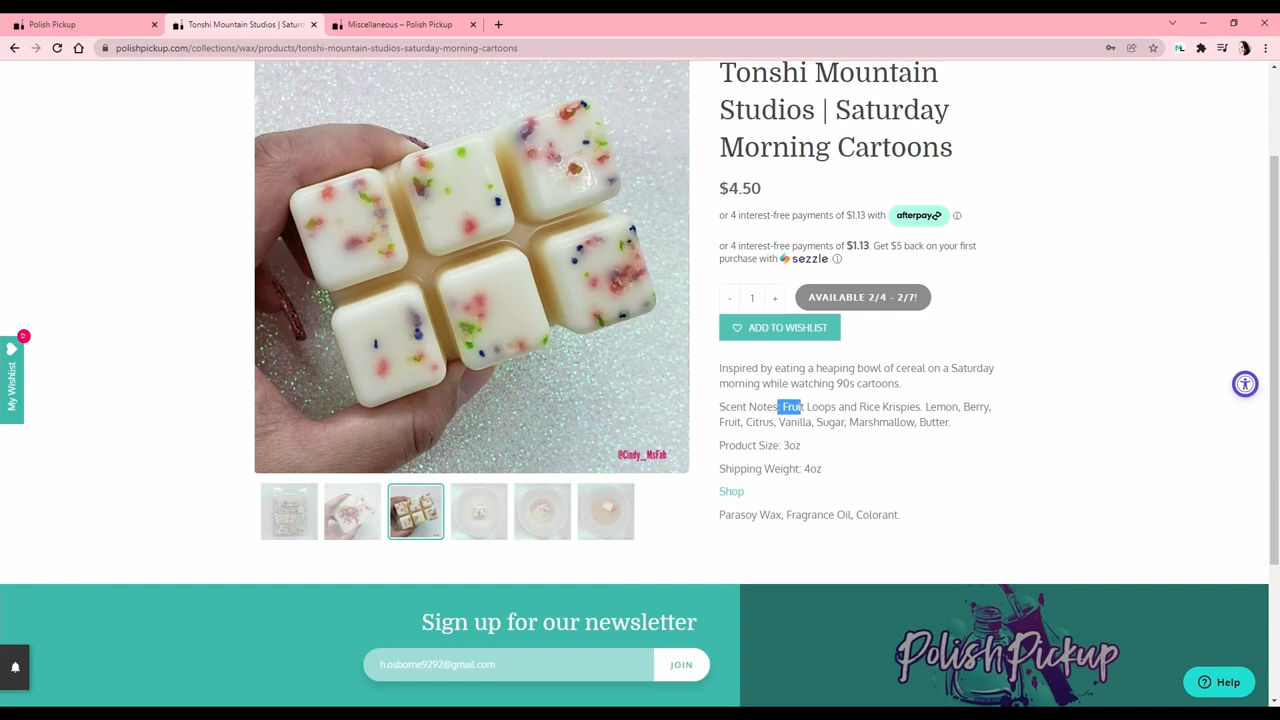 Polish Pickup
Tonshi Mountain Studios | Saturd
Miscellaneous – Polish Pickup
polishpickup.com/collections/wax/products/tonshi-mountain-studios-saturday-morning-cartoons
Tonshi Mountain
Studios | Saturday
Morning Cartoons
$4.50
or 4 interest-free payments of $1.13 with afterpay
or 4 interest-free payments of $1.13. Get $5 back on your first
purchase with sezzle
- 1 +
AVAILABLE 2/4 - 2/7!
ADD TO WISHLIST
My Wishlist
17
Inspired by eating a heaping bowl of cereal on a Saturday
morning while watching 90s cartoons.
Scent Notes: Fruit Loops and Rice Krispies. Lemon, Berry,
Fruit, Citrus, Vanilla, Sugar, Marshmallow, Butter.
Product Size: 3oz
Shipping Weight: 4oz
Shop
Parasoy Wax, Fragrance Oil, Colorant.
@Cindy_MsFab
Sign up for our newsletter
h.osborne9292@gmail.com
JOIN
Polish Pickup
Help